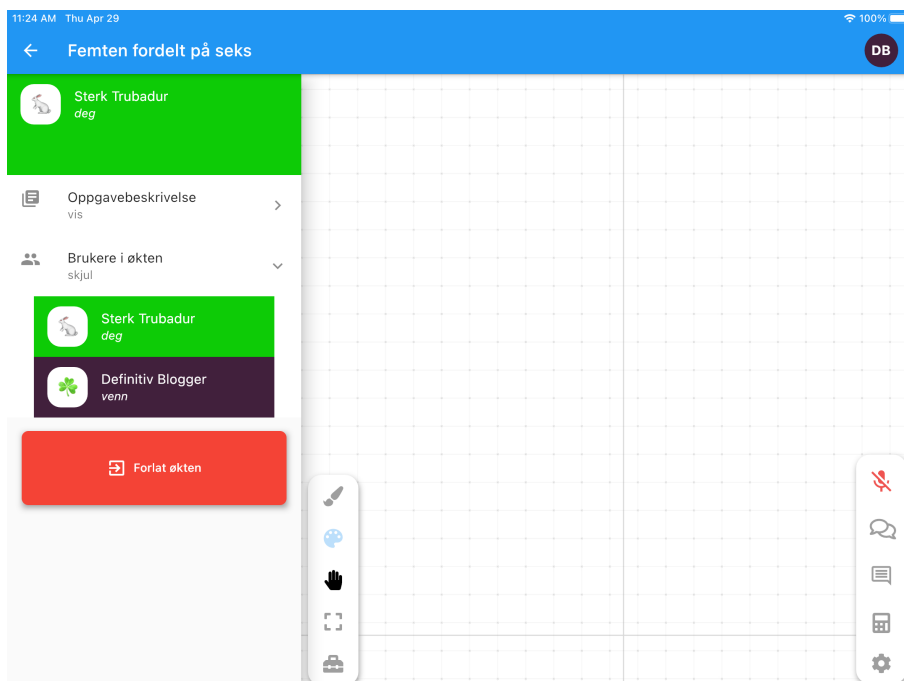 11:24 AM Thu Apr 29
100%
Femten fordelt på seks
DB
Sterk Trubadur
deg
Oppgavebeskrivelse
vis
Brukere i økten
skjul
Sterk Trubadur
deg
Definitiv Blogger
venn
Forlat økten